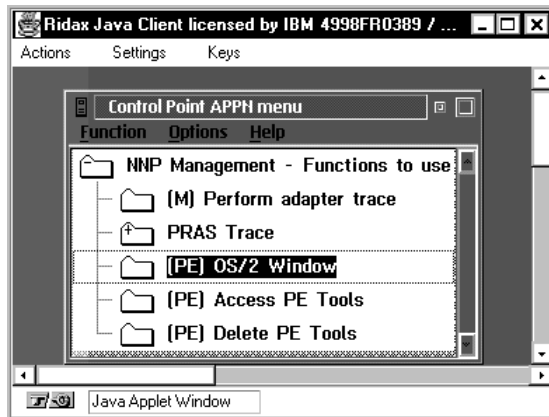 Ridax Java Client licensed by IBM 4998FR0389 / ...
Actions Settings Keys
Control Point APPN menu
Function Options Help
NNP Management - Functions to use
(M) Perform adapter trace
PRAS Trace
(PE) OS/2 Window
(PE) Access PE Tools
(PE) Delete PE Tools
Java Applet Window